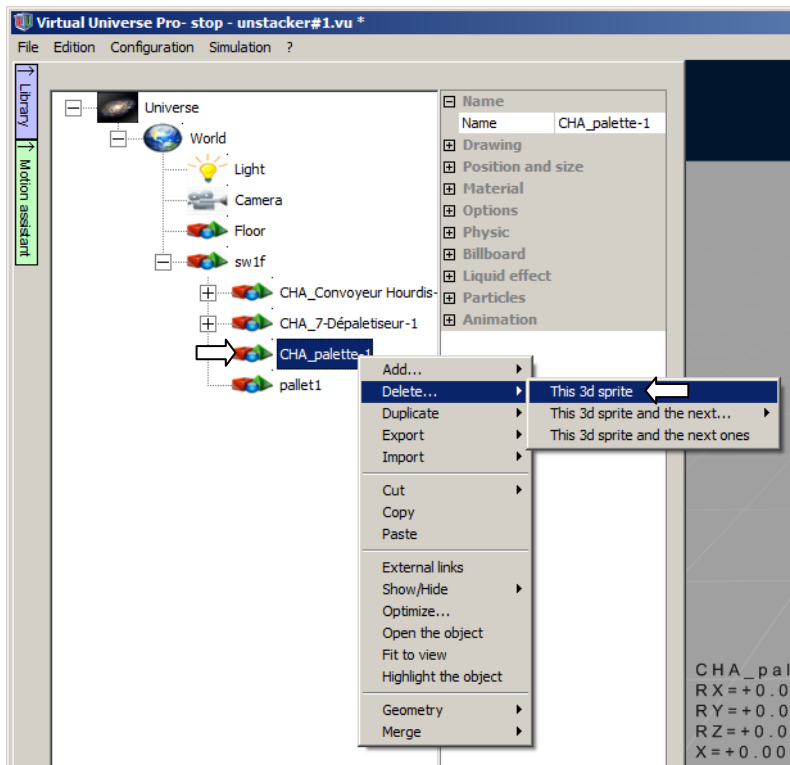 Virtual Universe Pro- stop - unstacker#1.vu *
File Edition Configuration Simulation ?
Library
Motion assistant
Universe
World
Light
Camera
Floor
sw1f
CHA_Convoyeur Hourdis-
CHA_7-Dépaletiseur-1
CHA_palette-1
pallet1
Name
Name CHA_palette-1
Drawing
Position and size
Material
Options
Physic
Billboard
Liquid effect
Particles
Animation
Add...
Delete...
Duplicate
Export
Import
Cut
Copy
Paste
External links
Show/Hide
Optimize...
Open the object
Fit to view
Highlight the object
Geometry
Merge
This 3d sprite
This 3d sprite and the next...
This 3d sprite and the next ones
CHA_pal
RX=+0.0
RY=+0.0
RZ=+0.0
X=+0.00